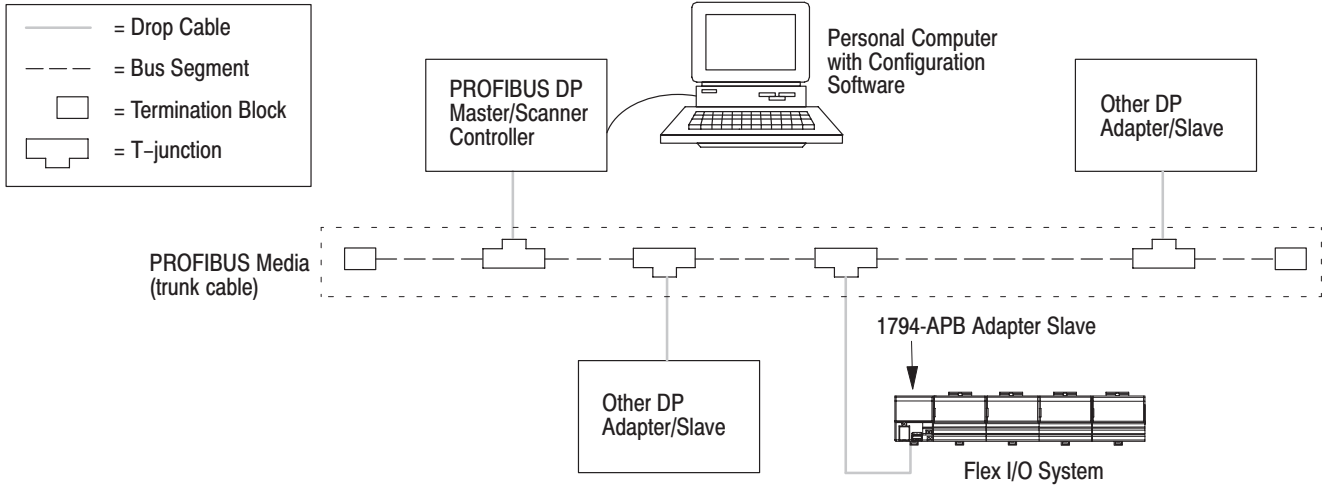 = Drop Cable
= Bus Segment
= Termination Block
= T-junction
PROFIBUS DP
Master/Scanner
Controller
Personal Computer
with Configuration
Software
Other DP
Adapter/Slave
PROFIBUS Media
(trunk cable)
1794-APB Adapter Slave
Other DP
Adapter/Slave
Flex I/O System